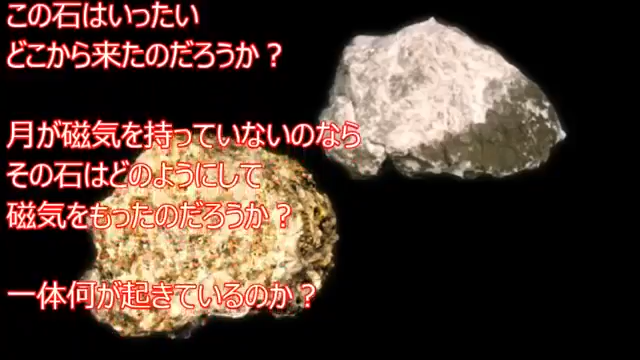 この石はいったい
どこから来たのだろうか？
月が磁気を持っていないのなら
その石はどのようにして
磁気をもったのだろうか？
一体何が起きているのか？